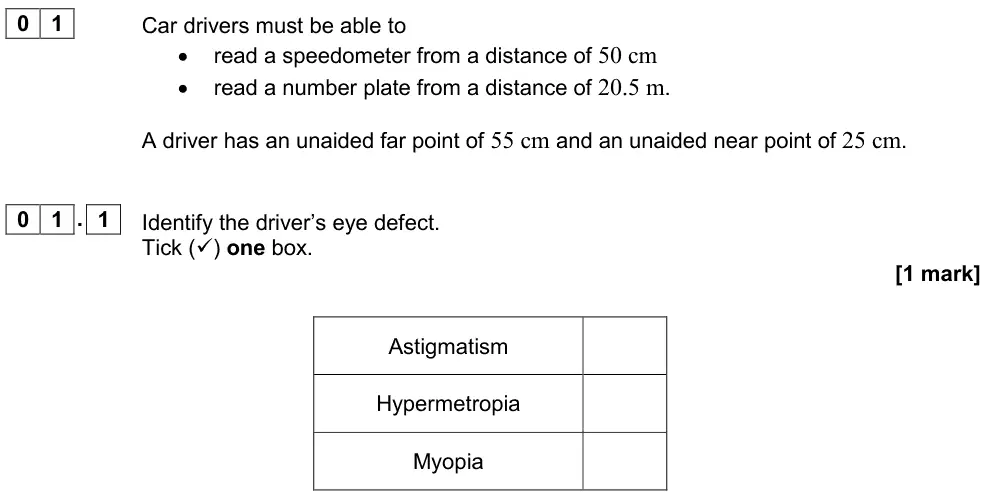 0 1 Car drivers must be able to
• read a speedometer from a distance of 50 cm
• read a number plate from a distance of 20.5 m.
A driver has an unaided far point of 55 cm and an unaided near point of 25 cm.
0 1 . 1 Identify the driver’s eye defect.
Tick (✓) one box.
[1 mark]
Astigmatism
Hypermetropia
Myopia